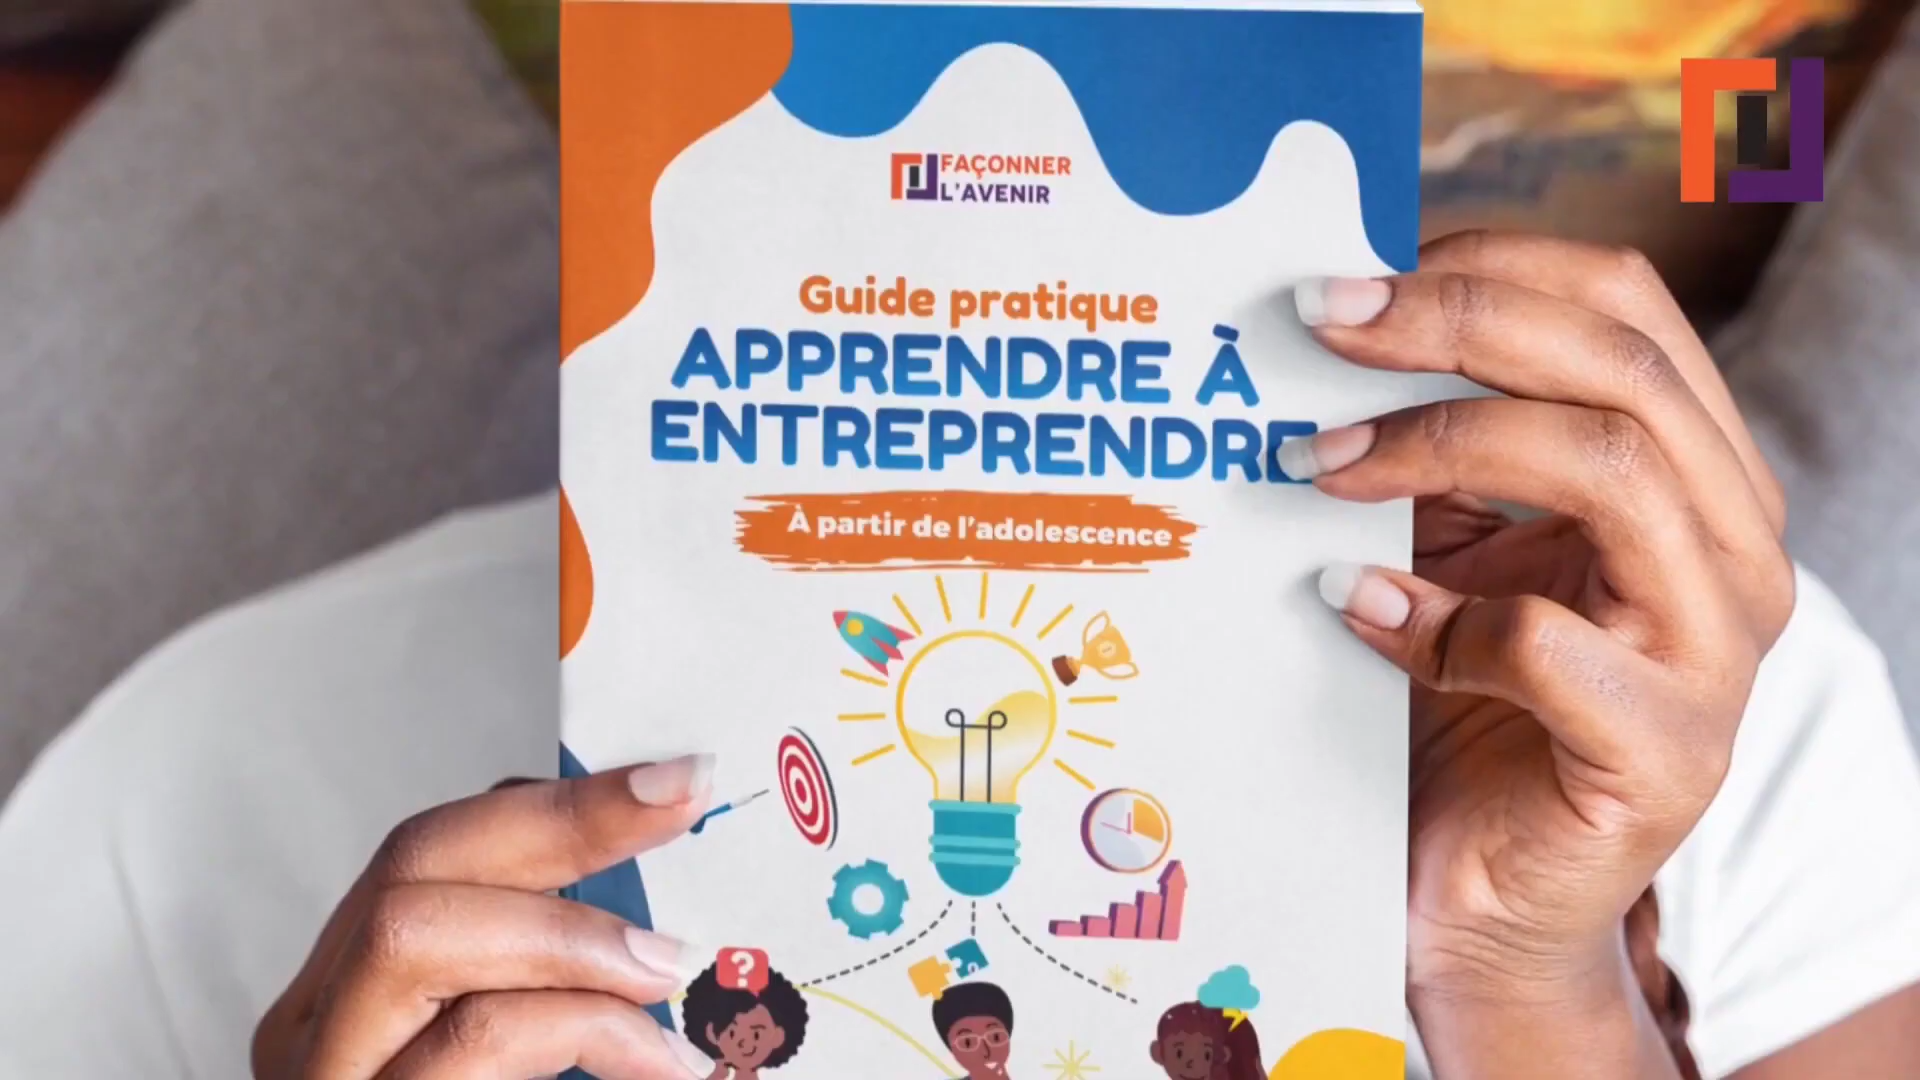 FAÇONNER
L'AVENIR
Guide pratique
APPRENDRE À
ENTREPRENDRE
À partir de l'adolescence
?